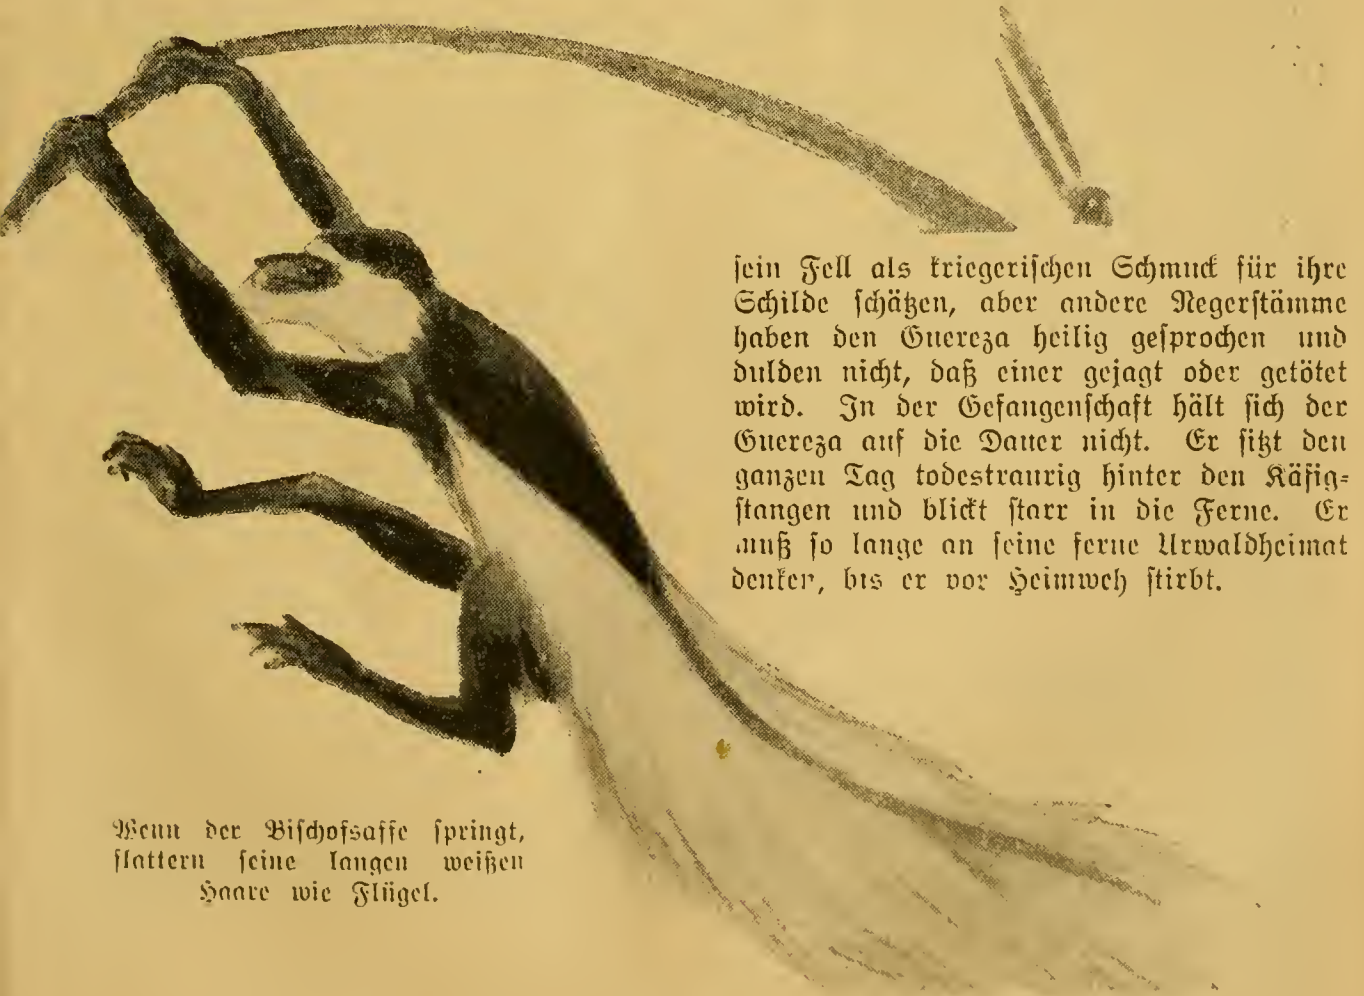 sein Fell als kriegerischen Schmuck für ihre
Schilde schätzen, aber andere Negerstämme
haben den Guereza heilig gesprochen und
dulden nicht, daß einer gejagt oder getötet
wird. In der Gefangenschaft hält sich der
Guereza auf die Dauer nicht. Er sitzt den
ganzen Tag todestraurig hinter den Käfig-
stangen und blickt starr in die Ferne. Er
muß so lange an seine ferne Urwaldheimat
denken, bis er vor Heimweh stirbt.
Wenn der Bischofsaffe springt,
flattern seine langen weißen
Haare wie Flügel.